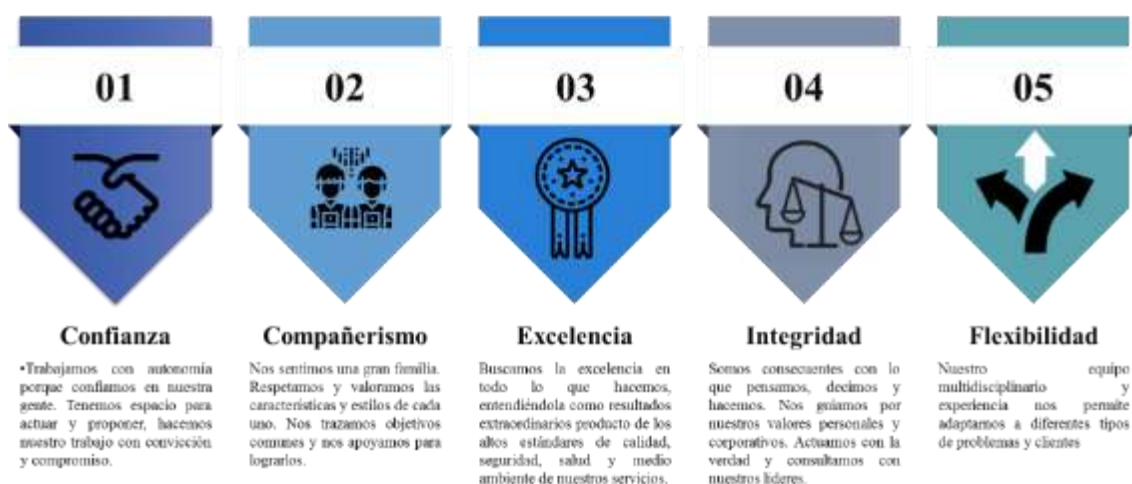 01
02
03
04
05
Confianza
•Trabajamos con autonomía
porque confiamos en nuestra
gente. Tenemos espacio para
actuar y proponer, hacemos
nuestro trabajo con convicción
y compromiso.
Compañerismo
Nos sentimos una gran familia.
Respetamos y valoramos las
características y estilos de cada
uno. Nos trazamos objetivos
comunes y nos apoyamos para
lograrlos.
Excelencia
Buscamos la excelencia en
todo lo que hacemos,
entendiéndola como resultados
extraordinarios producto de los
altos estándares de calidad,
seguridad, salud y medio
ambiente de nuestros servicios.
Integridad
Somos consecuentes con lo
que pensamos, decimos y
hacemos. Nos guiamos por
nuestros valores personales y
corporativos. Actuamos con la
verdad y consultamos con
nuestros líderes.
Flexibilidad
Nuestro equipo
multidisciplinario y
experiencia nos permite
adaptarnos a diferentes tipos
de problemas y clientes